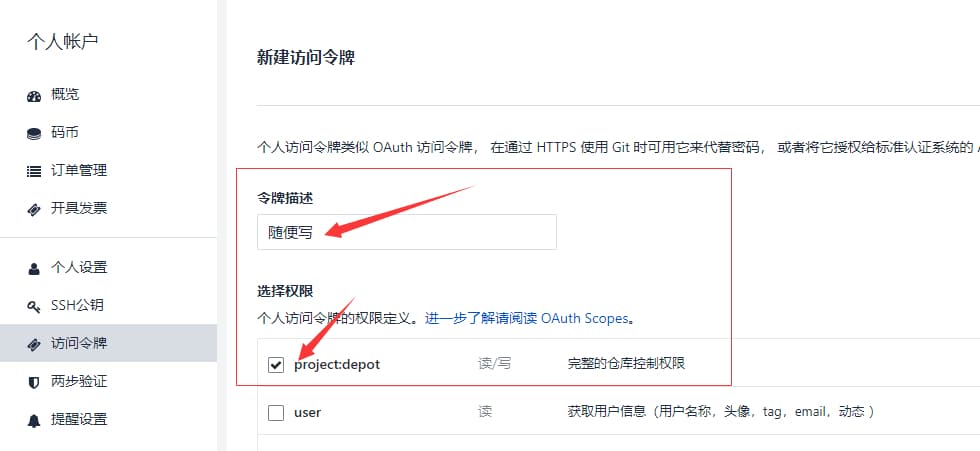 个人帐户
概览
码币
订单管理
开具发票
个人设置
SSH公钥
访问令牌
两步验证
提醒设置
新建访问令牌
个人访问令牌类似 OAuth 访问令牌， 在通过 HTTPS 使用 Git 时可用它来代替密码， 或者将它授权给标准认证系统的
令牌描述
随便写
选择权限
个人访问令牌的权限定义。进一步了解请阅读 OAuth Scopes。
project:depot 读/写 完整的仓库控制权限
user 读 获取用户信息（用户名称，头像，tag，email，动态 ）